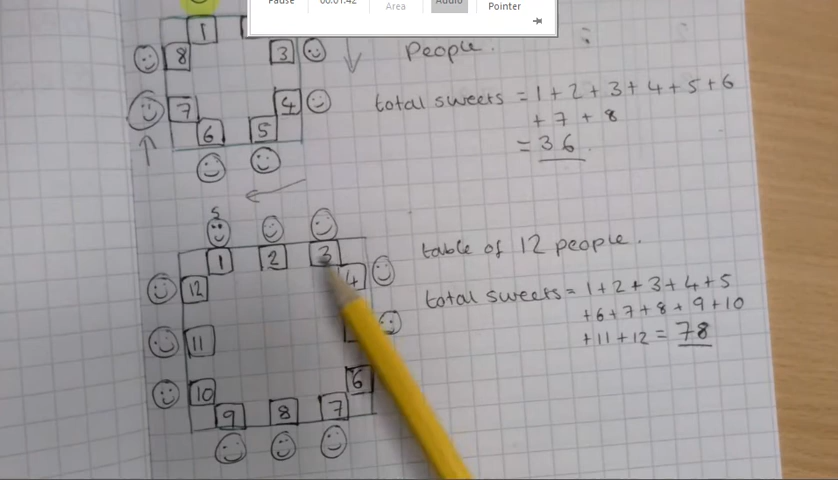 Pause
00:01:42
Area
Audio
Pointer
1
8
3
7
4
6
5
People.
total sweets = 1+2+3+4+5+6
+7+8
= 36
S
1 2 3
12
4
11
10
6
9 8 7
table of 12 people.
total sweets = 1+2+3+4+5
+6+7+8+9+10
+11+12 = 78